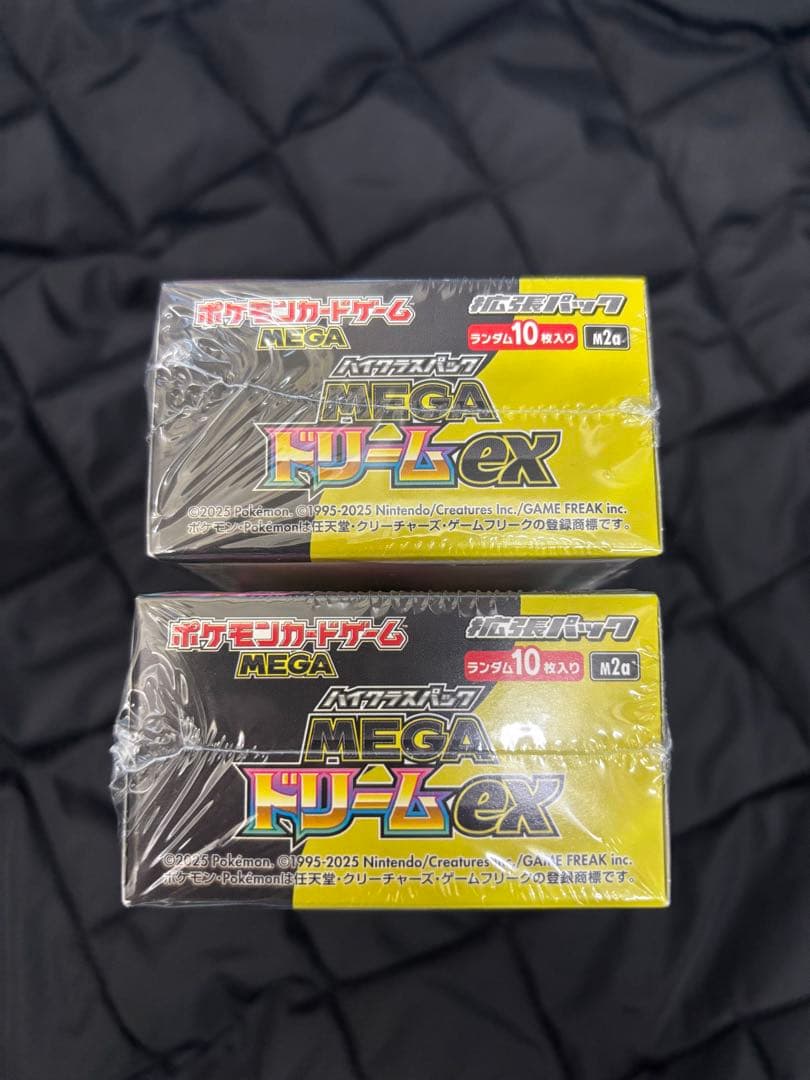 ポケモンカードゲーム
MEGA
拡張パック
ランダム10枚入り M2a
ハイクラスパック
MEGA
ドリームex
©2025 Pokémon. ©1995-2025 Nintendo/Creatures Inc./GAME FREAK inc.
ポケモン・Pokémonは任天堂・クリーチャーズ・ゲームフリークの登録商標です。
ポケモンカードゲーム
MEGA
拡張パック
ランダム10枚入り M2a
ハイクラスパック
MEGA
ドリームex
©2025 Pokémon. ©1995-2025 Nintendo/Creatures Inc./GAME FREAK inc.
ポケモン・Pokémonは任天堂・クリーチャーズ・ゲームフリークの登録商標です。